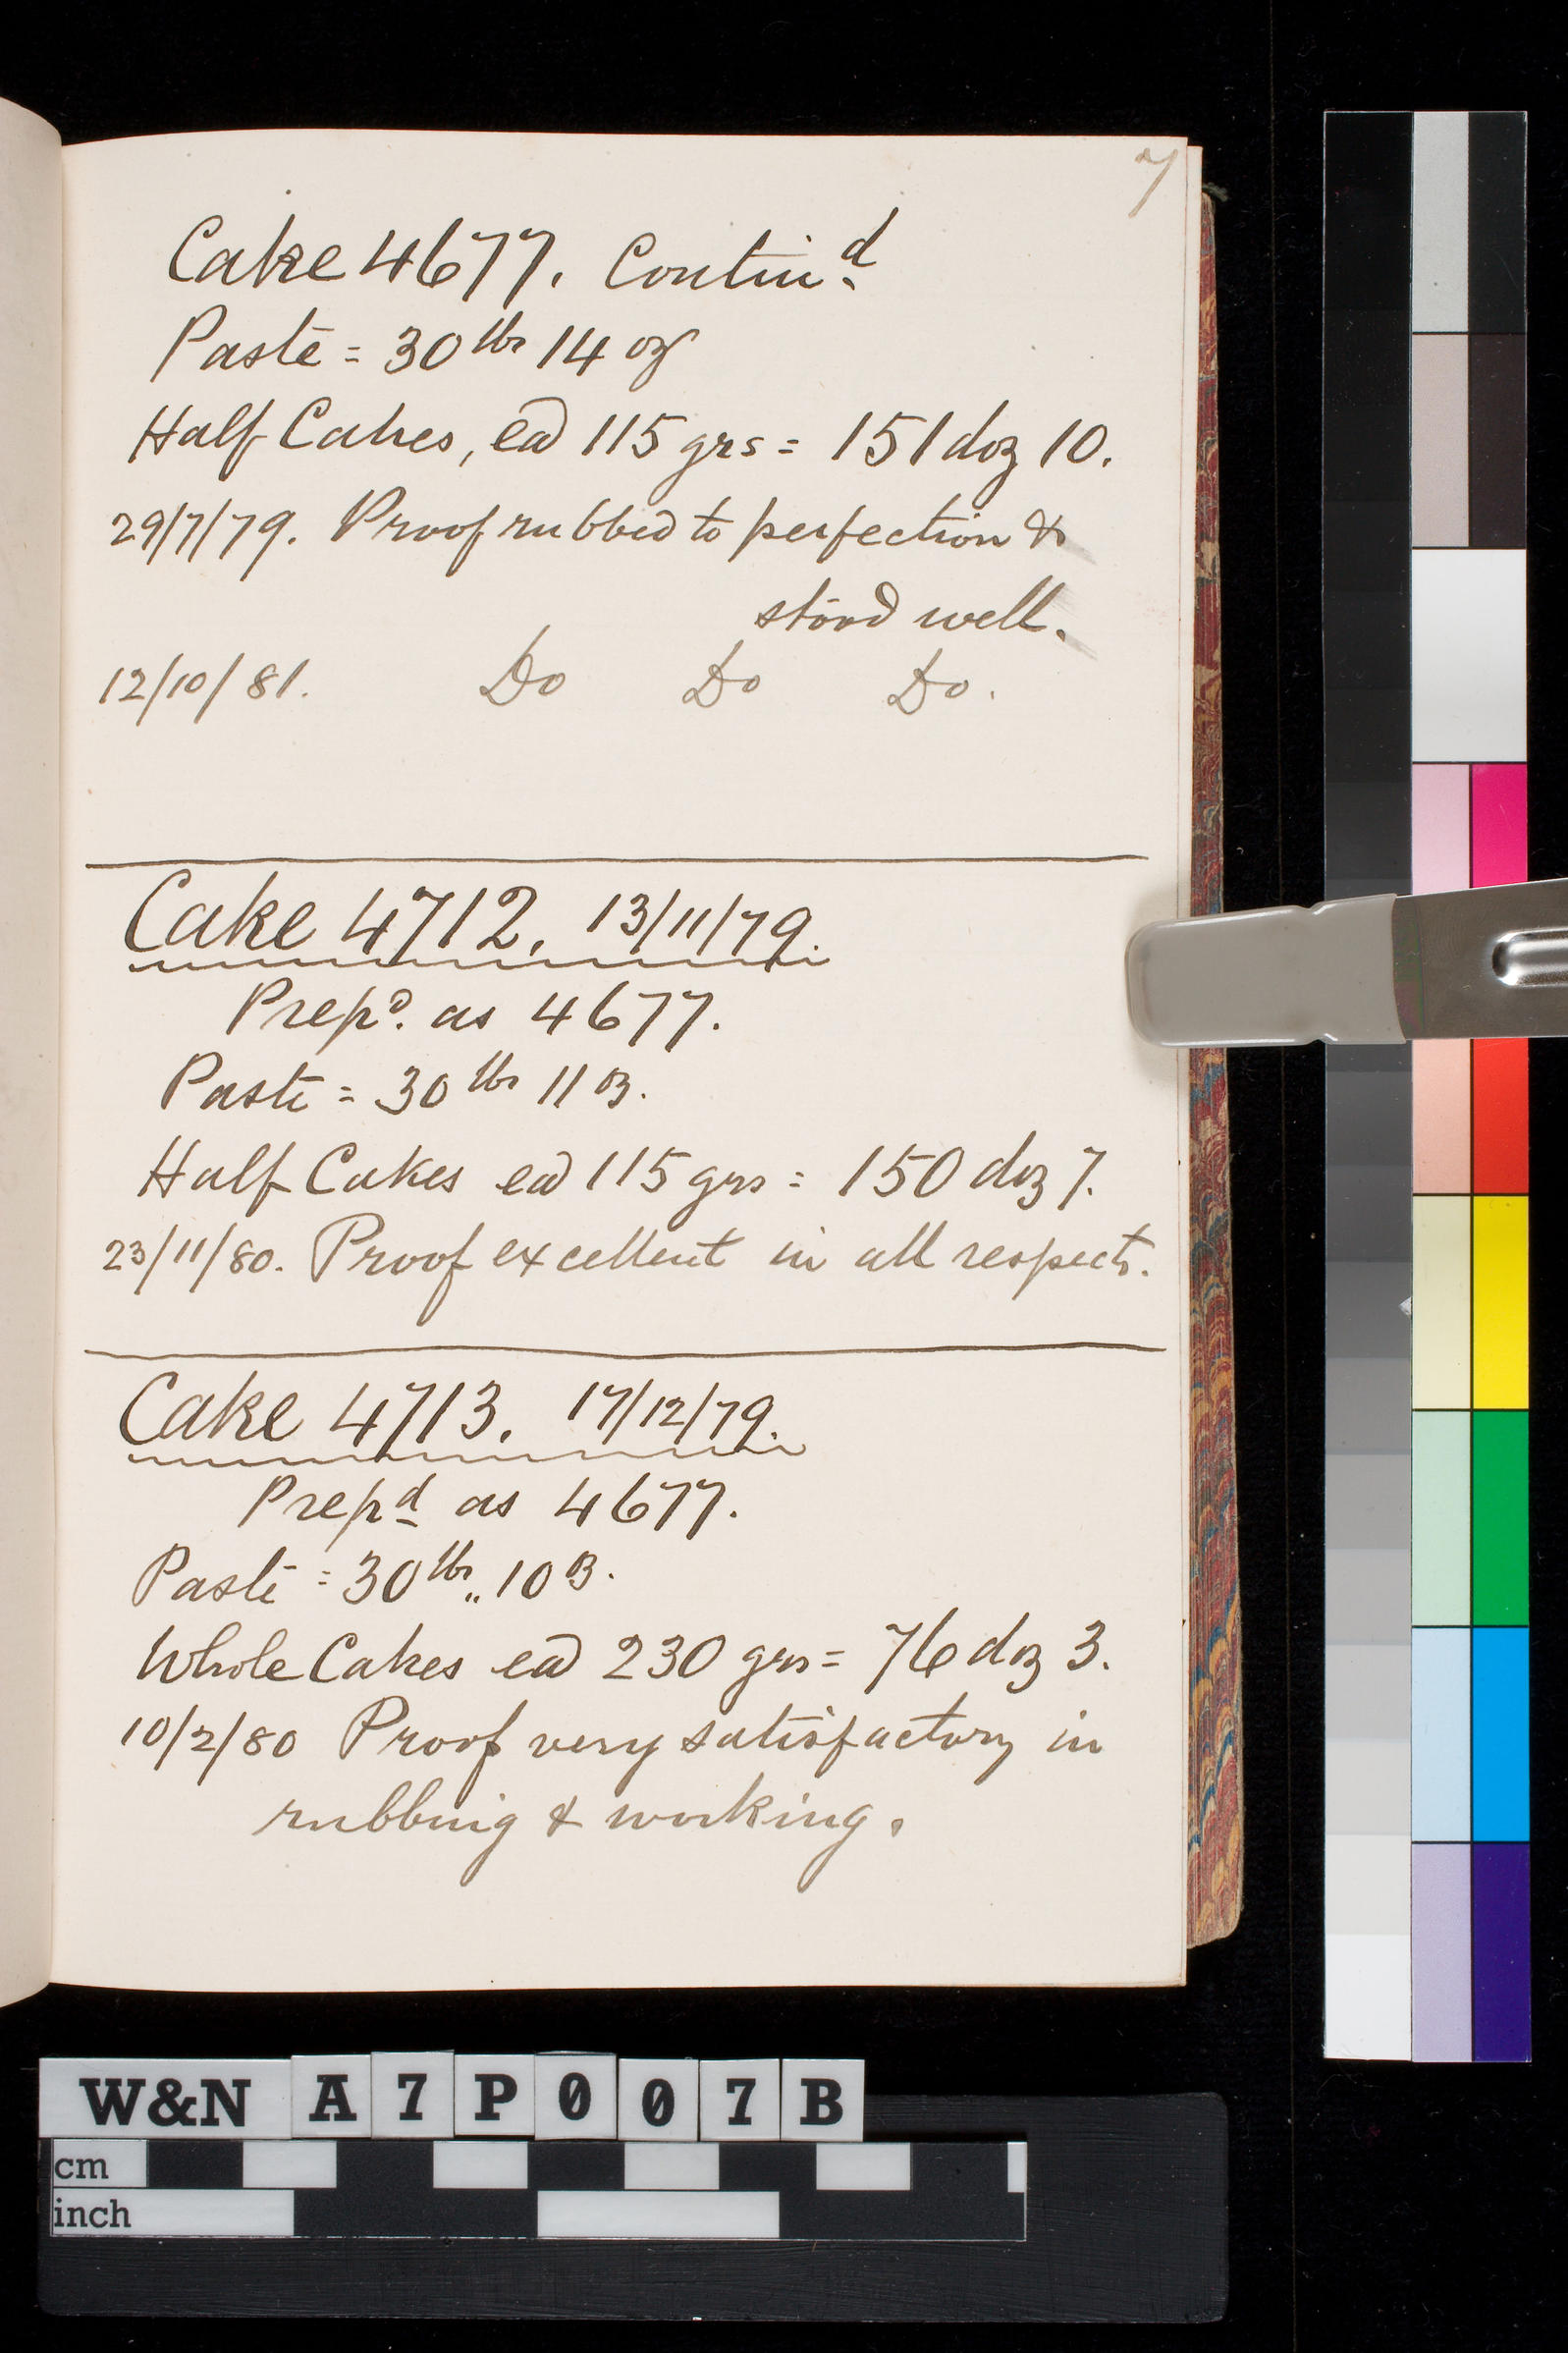 7
Cake 4677. Contin^d.
Paste = 30 lbs 14 oz
Half Cakes, ea 115 grs = 151 doz 10.
29/7/79. Proof rubbed to perfection &
stood well.
12/10/81. Do Do Do.
Cake 4712. 13/11/79.
Prep^d. as 4677.
Paste = 30 lbs 11 oz.
Half Cakes ea 115 grs = 150 doz 7.
23/11/80. Proof excellent in all respects.
Cake 4713. 17/12/79.
Prep^d as 4677.
Paste = 30 lbs,, 10 oz.
Whole Cakes ea 230 grs = 76 doz 3.
10/2/80 Proof very satisfactory in
rubbing & working.
W&N A7P007B
cm
inch